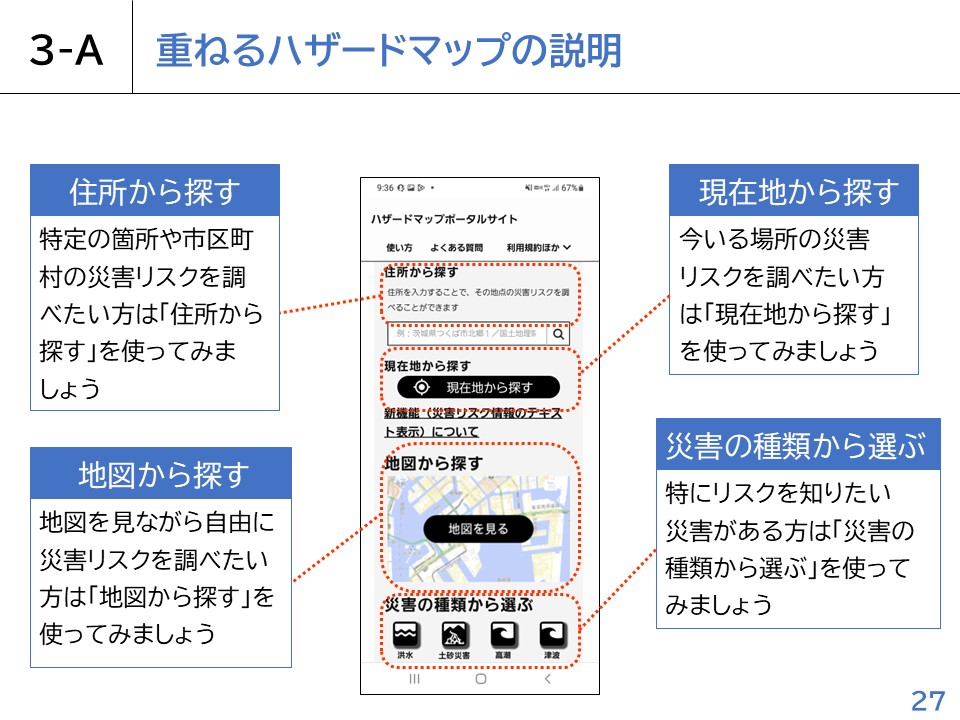 3-A
重ねるハザードマップの説明
住所から探す
特定の箇所や市区町
村の災害リスクを調
べたい方は「住所から
探す」を使ってみま
しょう
地図から探す
地図を見ながら自由に
災害リスクを調べたい
方は「地図から探す」を
使ってみましょう
9:36
67%
ハザードマップポータルサイト
使い方 よくある質問 利用規約ほか
住所から探す
住所を入力することで、その地点の災害リスクを調
べることができます
例：茨城県つくば市北郷１／国土地理院
現在地から探す
現在地から探す
新機能（災害リスク情報のテキス
ト表示）について
地図から探す
地図を見る
災害の種類から選ぶ
洪水 土砂災害 高潮 津波
現在地から探す
今いる場所の災害
リスクを調べたい方
は「現在地から探す」
を使ってみましょう
災害の種類から選ぶ
特にリスクを知りたい
災害がある方は「災害の
種類から選ぶ」を使って
みましょう
27